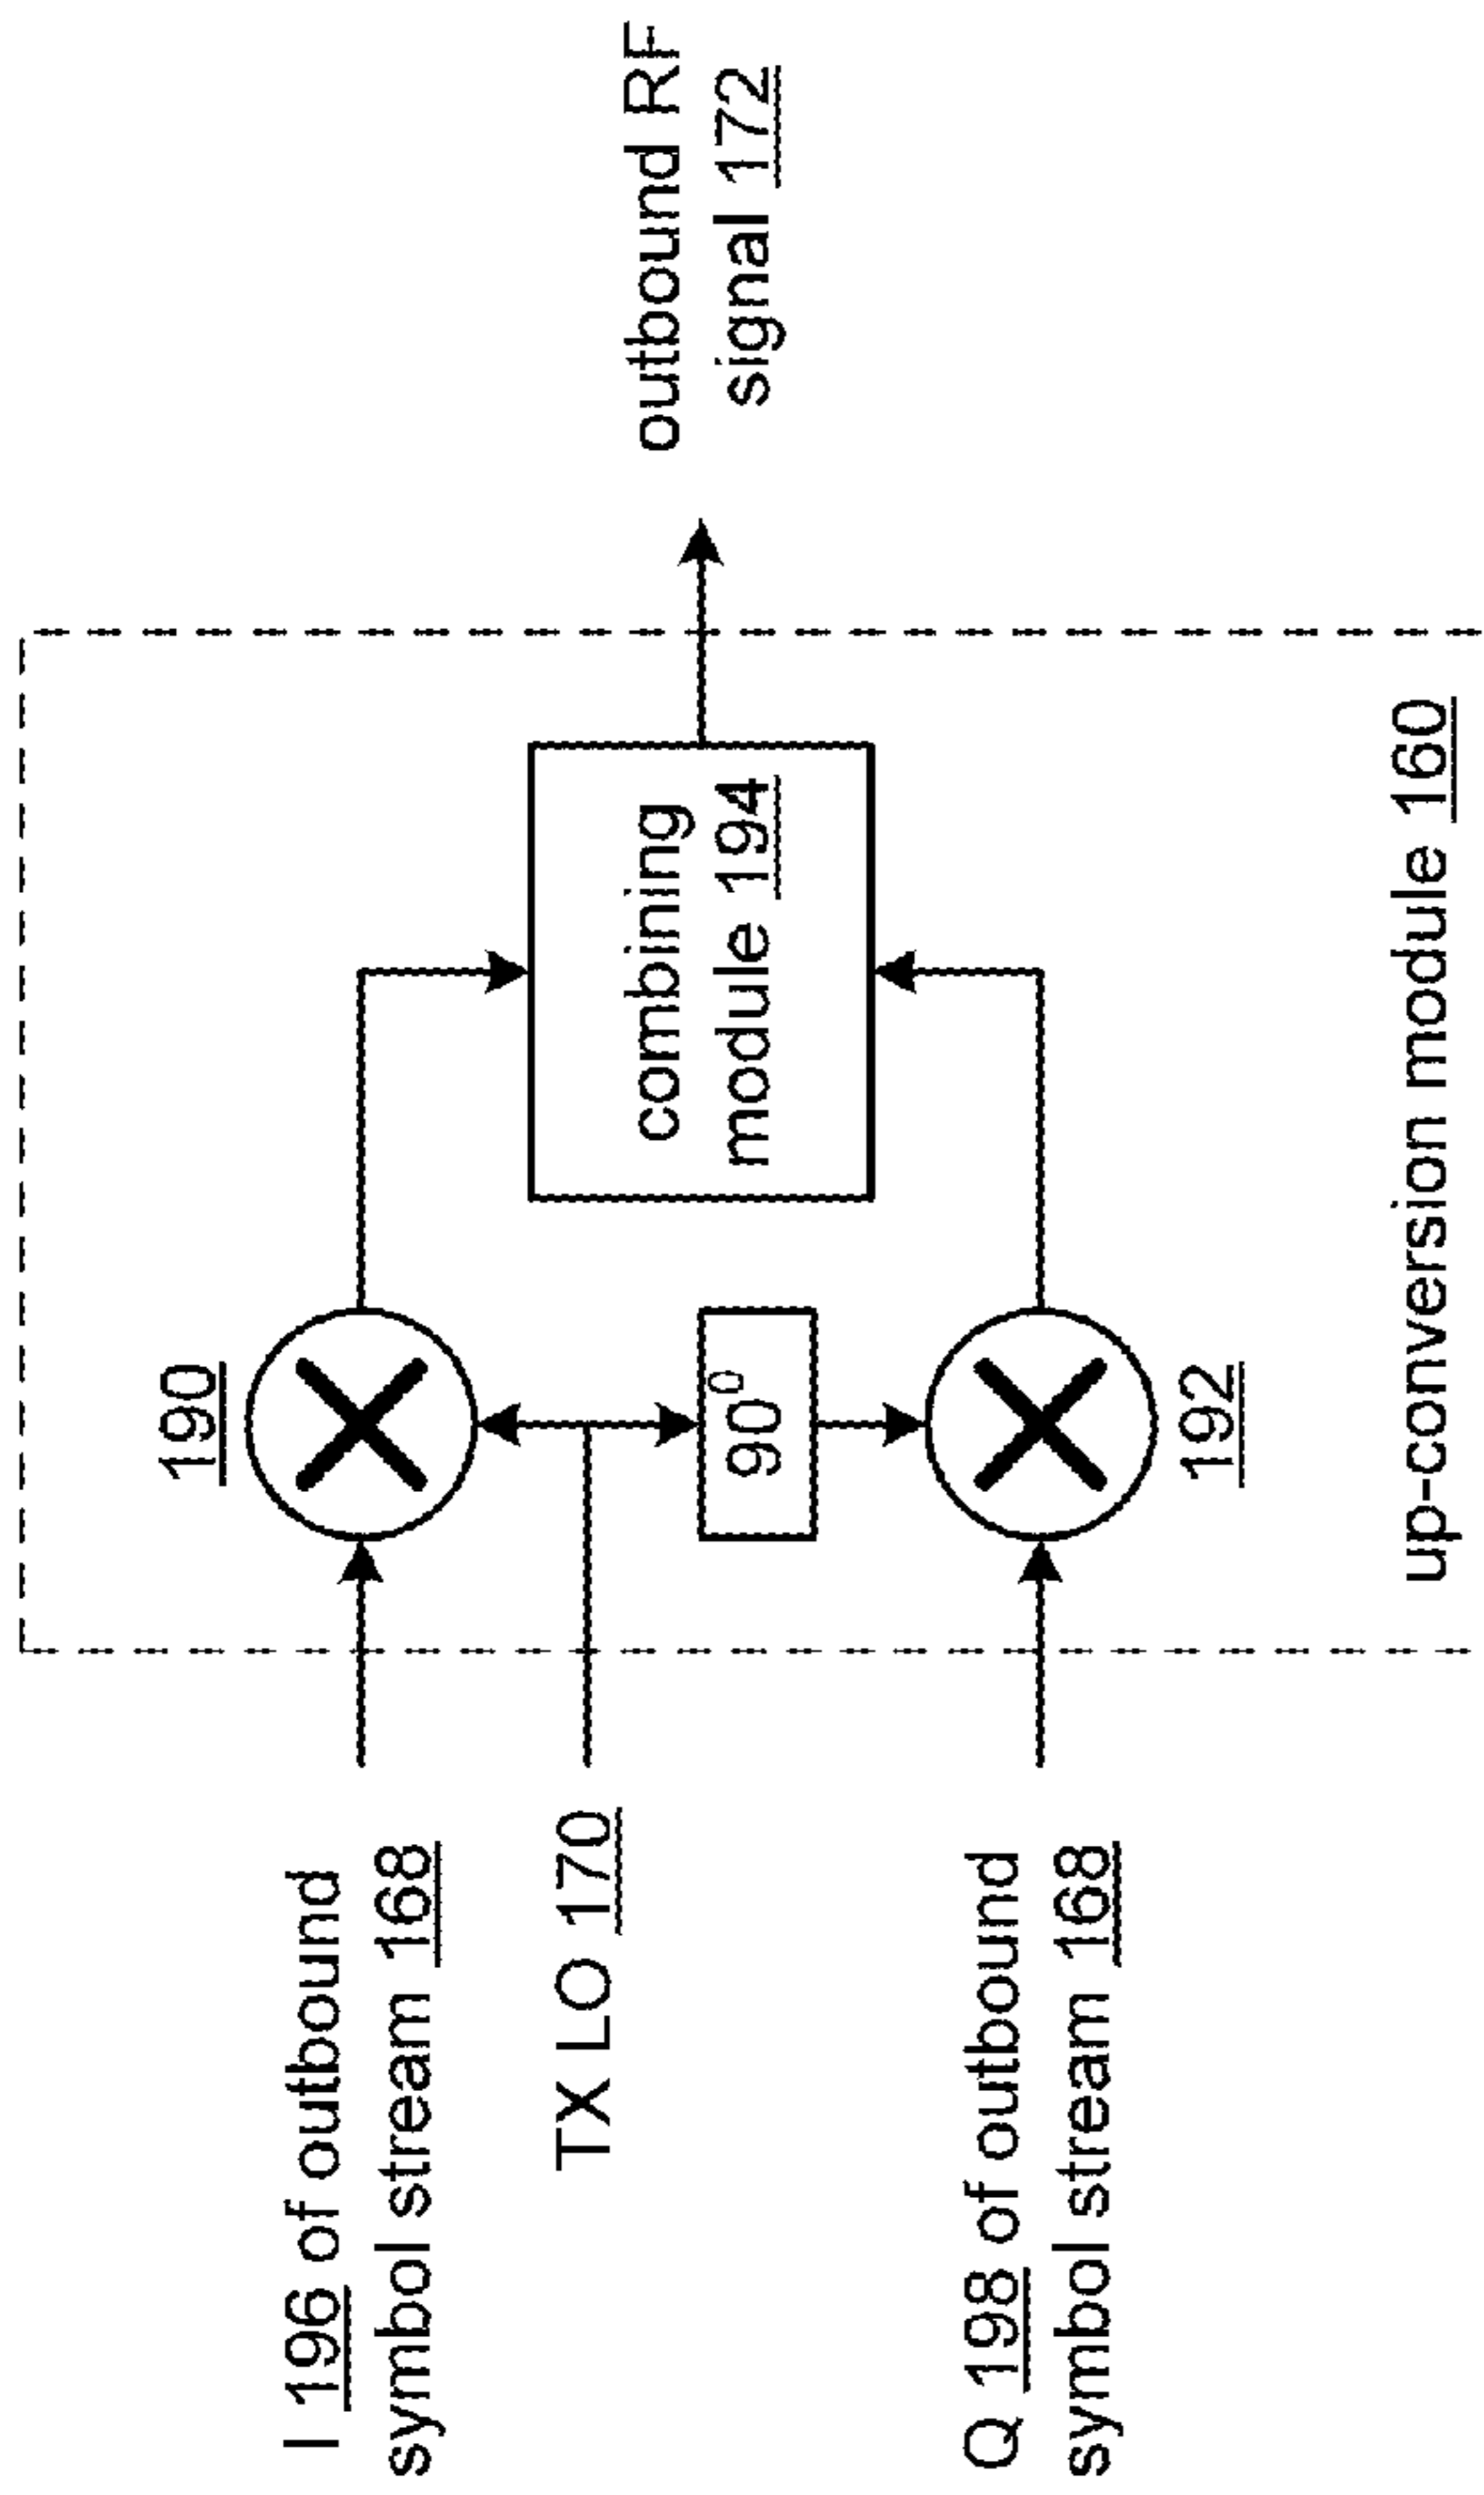 I 196 of outbound
symbol stream 168
TX LO 170
Q 198 of outbound
symbol stream 168
190
90⁰
192
combining
module 194
up-conversion module 160
outbound RF
signal 172